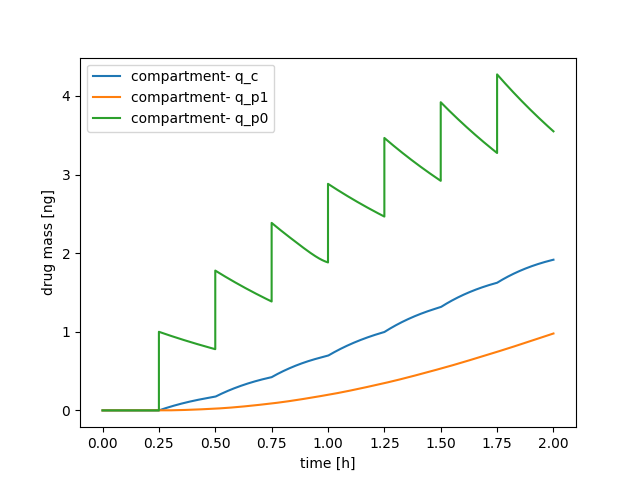 compartment- q_c
compartment- q_p1
compartment- q_p0
drug mass [ng]
4
3
2
1
0
0.00 0.25 0.50 0.75 1.00 1.25 1.50 1.75 2.00
time [h]